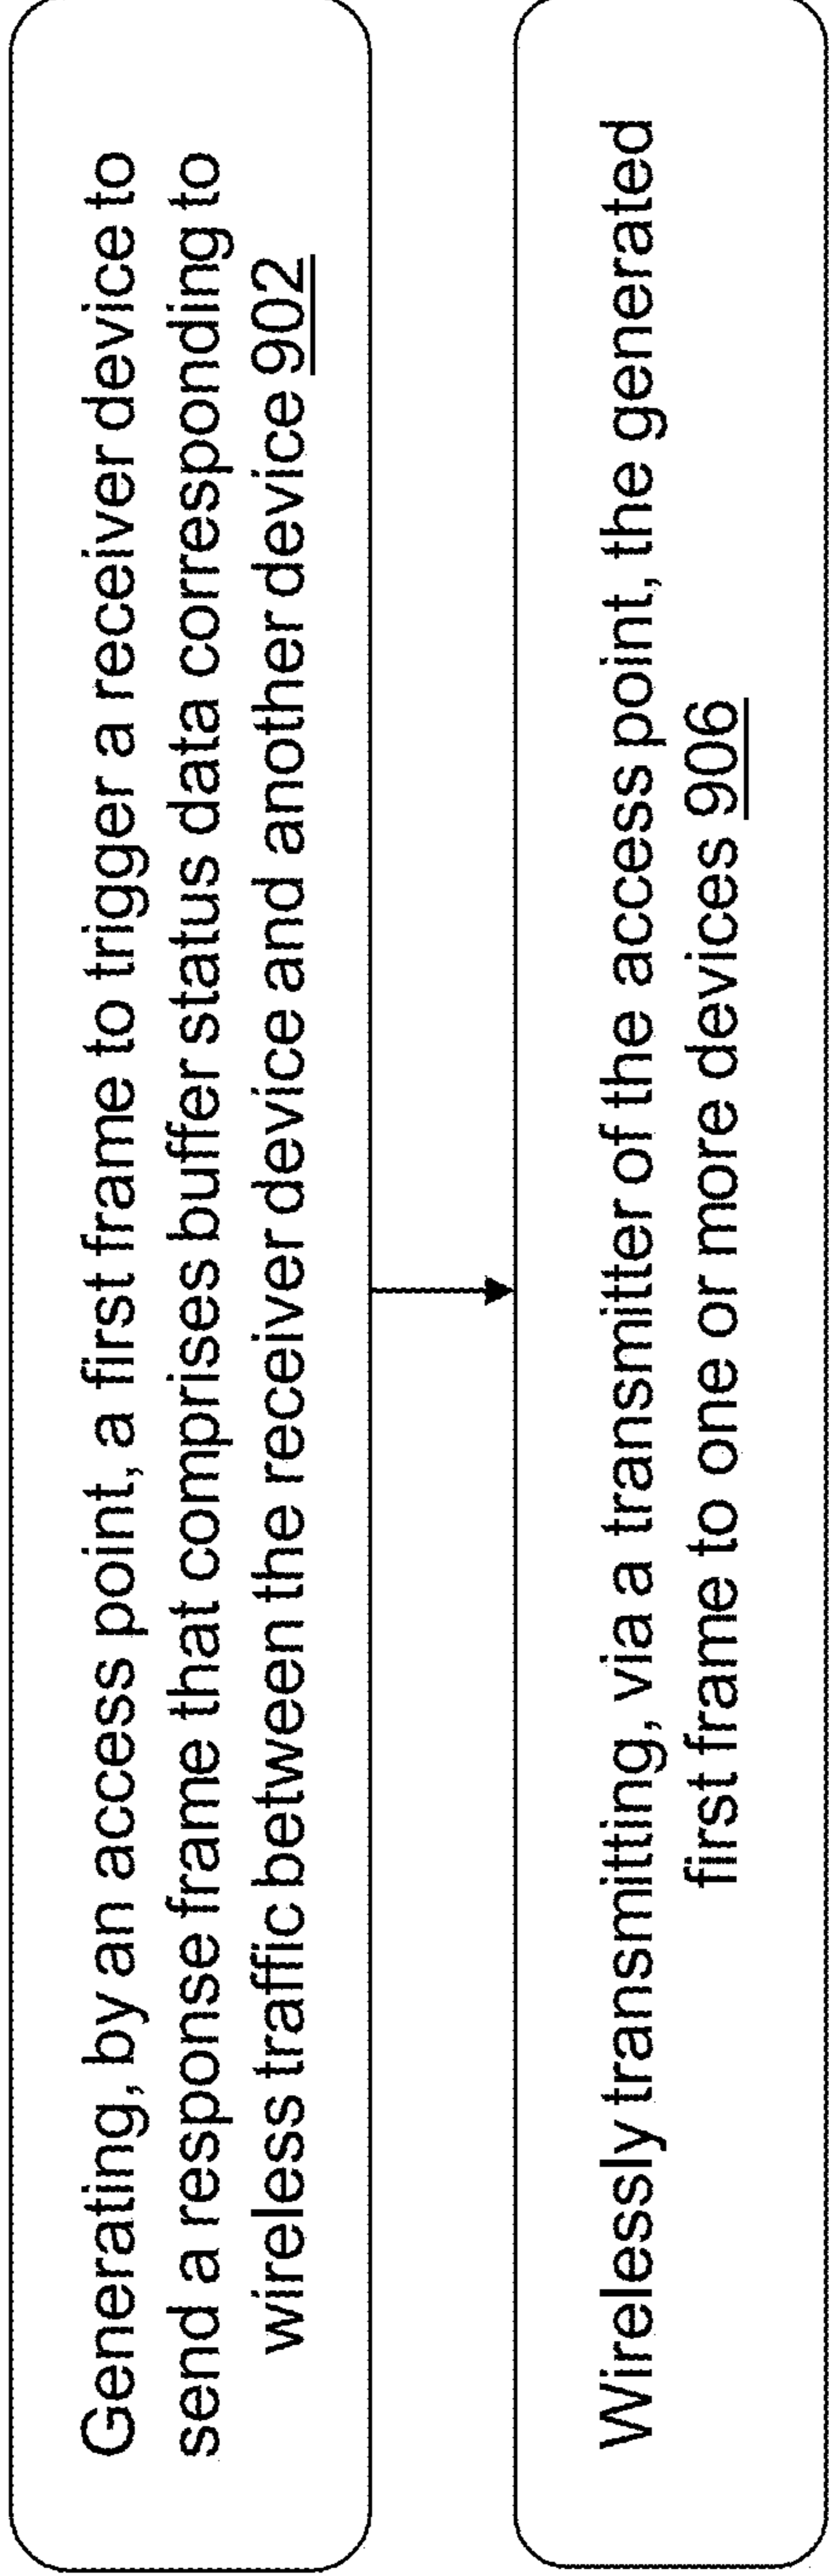 Generating, by an access point, a first frame to trigger a receiver device to
send a response frame that comprises buffer status data corresponding to
wireless traffic between the receiver device and another device 902
Wirelessly transmitting, via a transmitter of the access point, the generated
first frame to one or more devices 906